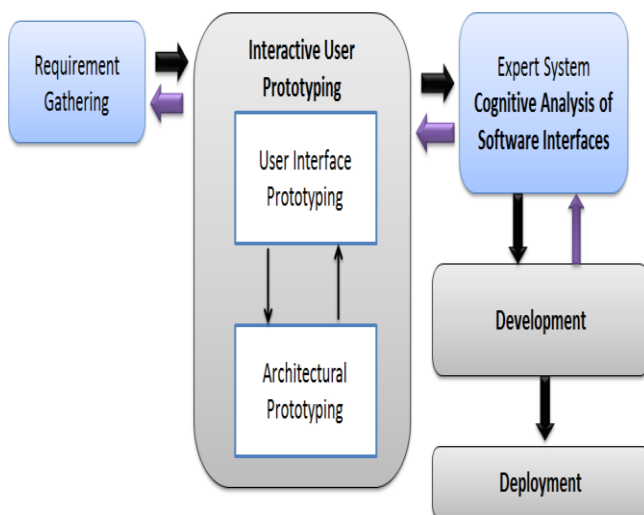 Requirement
Gathering
Interactive User
Prototyping
User Interface
Prototyping
Architectural
Prototyping
Expert System
Cognitive Analysis of
Software Interfaces
Development
Deployment